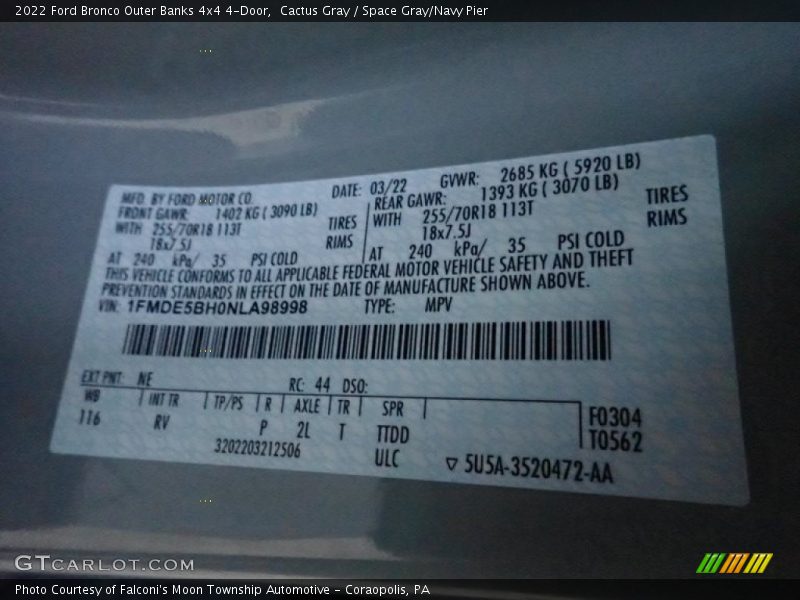 2022 Ford Bronco Outer Banks 4x4 4-Door,  Cactus Gray / Space Gray/Navy Pier
MFD. BY FORD MOTOR CO.
DATE: 03/22 GVWR: 2685 KG ( 5920 LB)
FRONT GAWR: 1402 KG ( 3090 LB) REAR GAWR: 1393 KG ( 3070 LB)
WITH 255/70R18 113T TIRES WITH 255/70R18 113T TIRES
18x7.5J RIMS 18x7.5J RIMS
AT 240 kPa/ 35 PSI COLD AT 240 kPa/ 35 PSI COLD
THIS VEHICLE CONFORMS TO ALL APPLICABLE FEDERAL MOTOR VEHICLE SAFETY AND THEFT
PREVENTION STANDARDS IN EFFECT ON THE DATE OF MANUFACTURE SHOWN ABOVE.
VIN: 1FMDE5BH0NLA98998 TYPE: MPV
EXT PNT: NE RC: 44 DSO:
WB INT TR TP/PS R AXLE TR SPR F0304
116 RV P 2L T TTDD T0562
3202203212506 ULC ▽ 5U5A-3520472-AA
GTCARLOT.COM
Photo Courtesy of Falconi's Moon Township Automotive - Coraopolis, PA